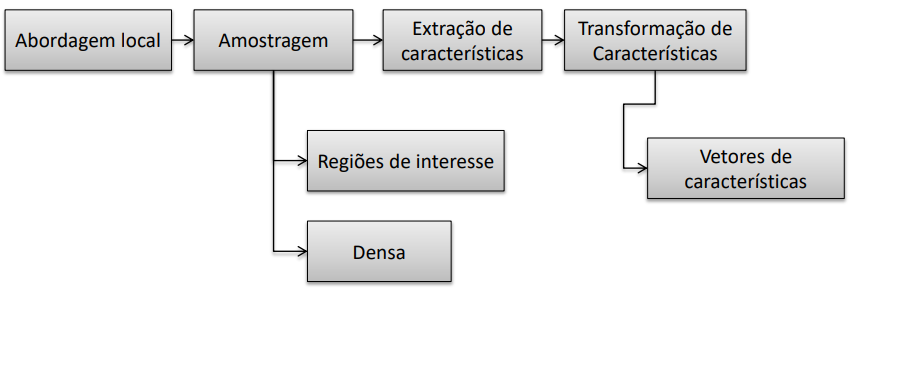 Abordagem local
Amostragem
Extração de
características
Transformação de
Características
Regiões de interesse
Vetores de
características
Densa